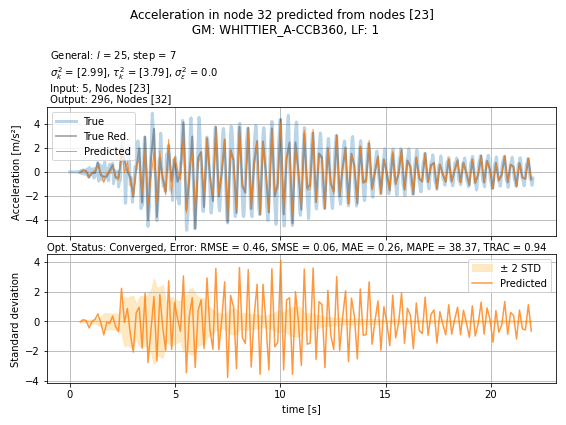 Acceleration in node 32 predicted from nodes [23]
GM: WHITTIER_A-CCB360, LF: 1
General: l = 25, step = 7
σ²ₖ = [2.99], τ²ₖ = [3.79], σ²ε = 0.0
Input: 5, Nodes [23]
Output: 296, Nodes [32]
Acceleration [m/s²]
4
2
0
−2
−4
True
True Red.
Predicted
Opt. Status: Converged, Error: RMSE = 0.46, SMSE = 0.06, MAE = 0.26, MAPE = 38.37, TRAC = 0.94
Standard deviation
4
2
0
−2
−4
± 2 STD
Predicted
0 5 10 15 20
time [s]